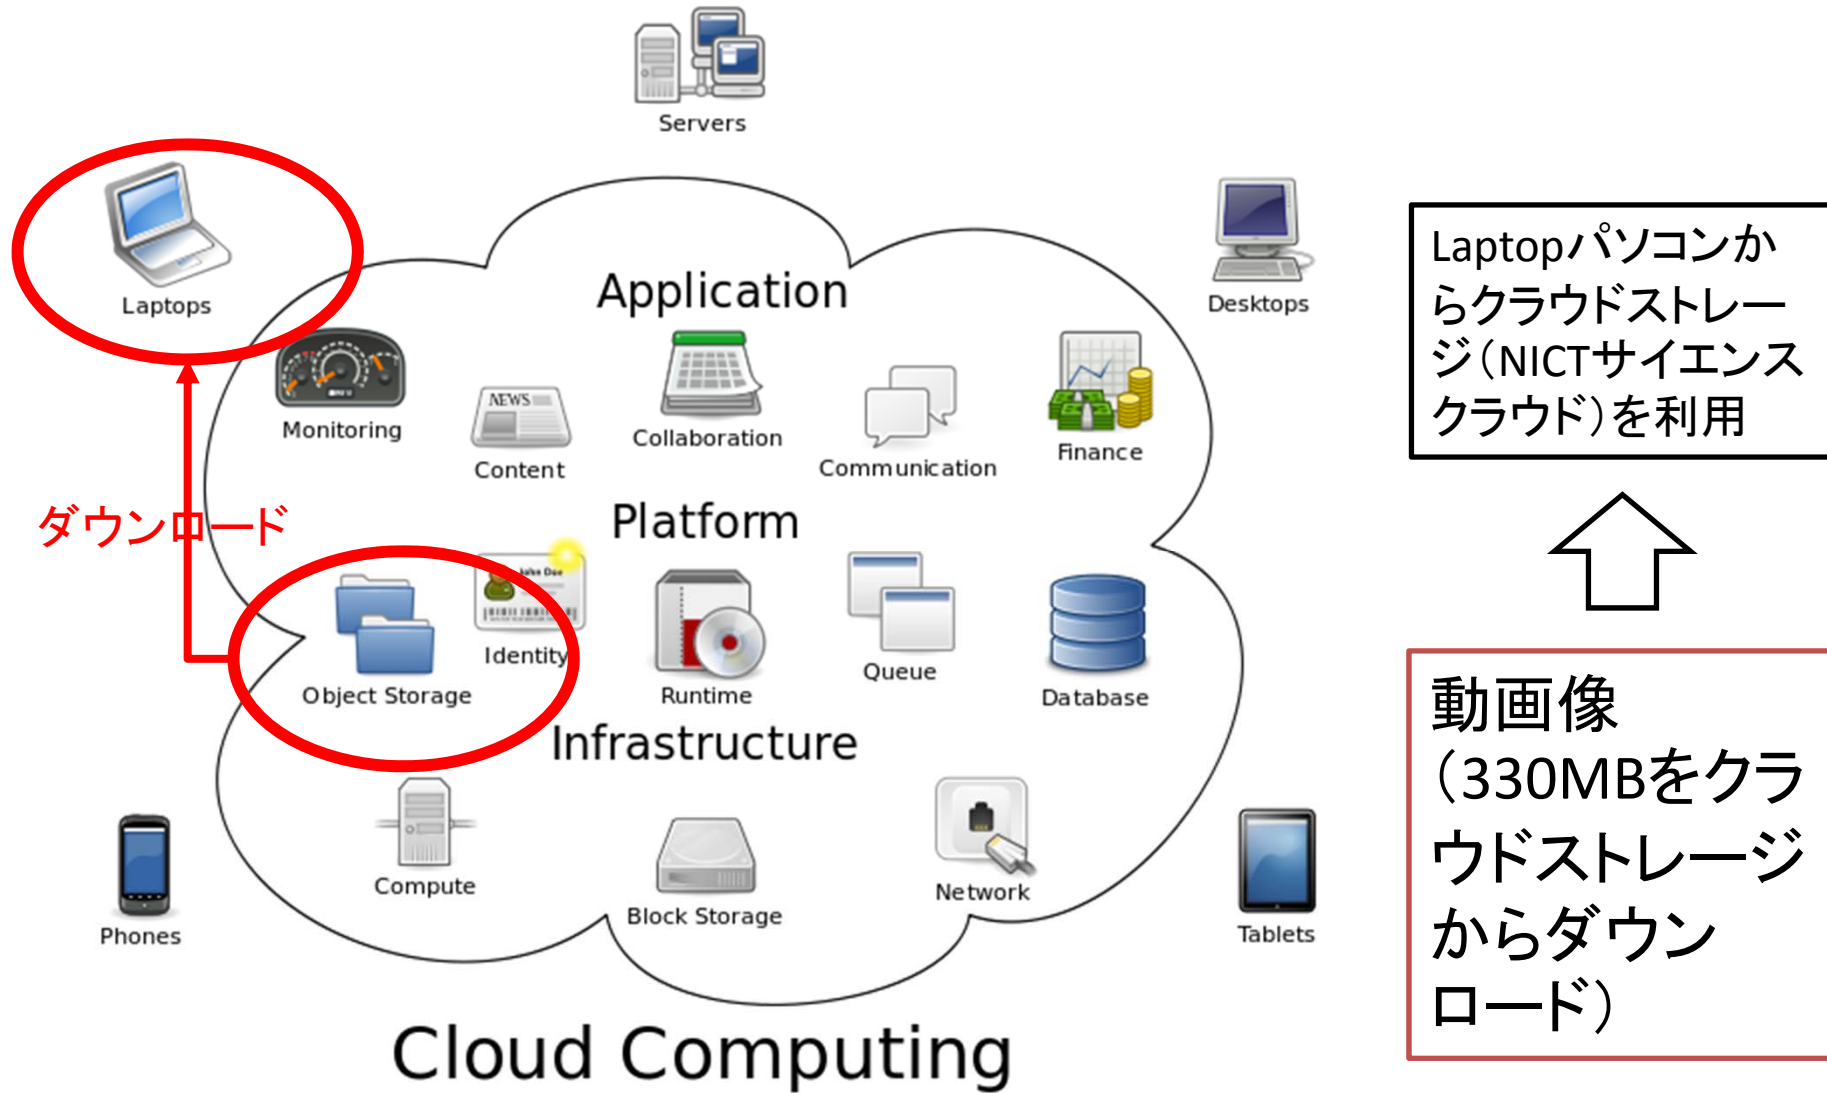 Servers
Laptops
Desktops
Application
Monitoring
NEWS
Content
Collaboration
Communication
Finance
ダウンロード
Platform
John Doe
Object Storage
Identity
Runtime
Queue
Database
Infrastructure
Compute
Block Storage
Network
Phones
Tablets
Cloud Computing
Laptopパソコンか
らクラウドストレー
ジ（NICTサイエンス
クラウド）を利用
動画像
（330MBをクラ
ウドストレージ
からダウン
ロード）